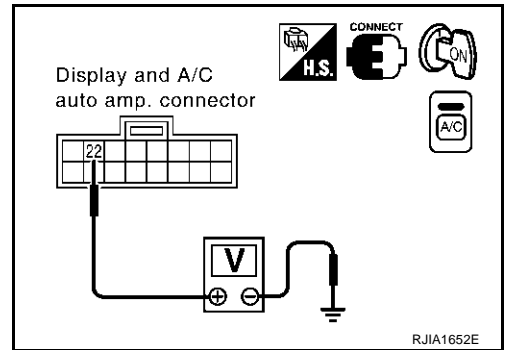 CONNECT
H.S.
ON
A/C
Display and A/C
auto amp. connector
22
V
+ −
RJIA1652E